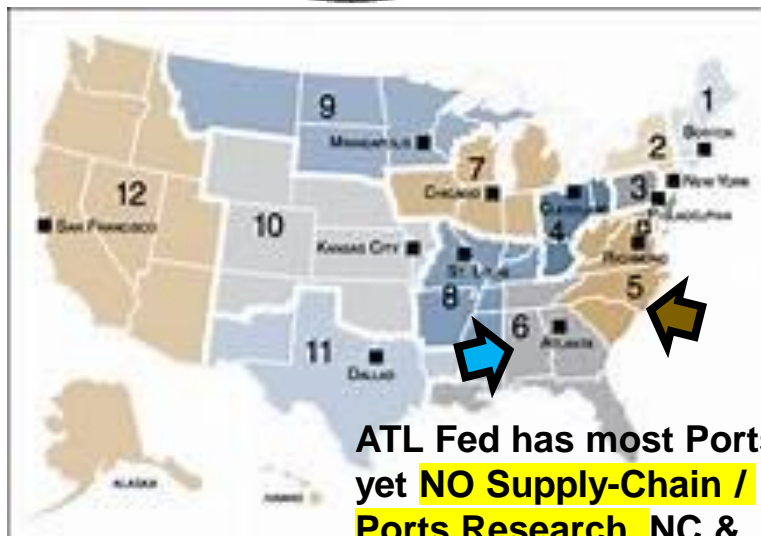 1
BOSTON
2
9
MINNEAPOLIS
7
CHICAGO
NEW YORK
3
CLEVELAND
PHILADELPHIA
12
4
SAN FRANCISCO
10
KANSAS CITY
RICHMOND
ST. LOUIS
5
8
6
ATLANTA
11
DALLAS
ATL Fed has most Ports
yet NO Supply-Chain /
Ports Research. NC &
ALASKA
HAWAII